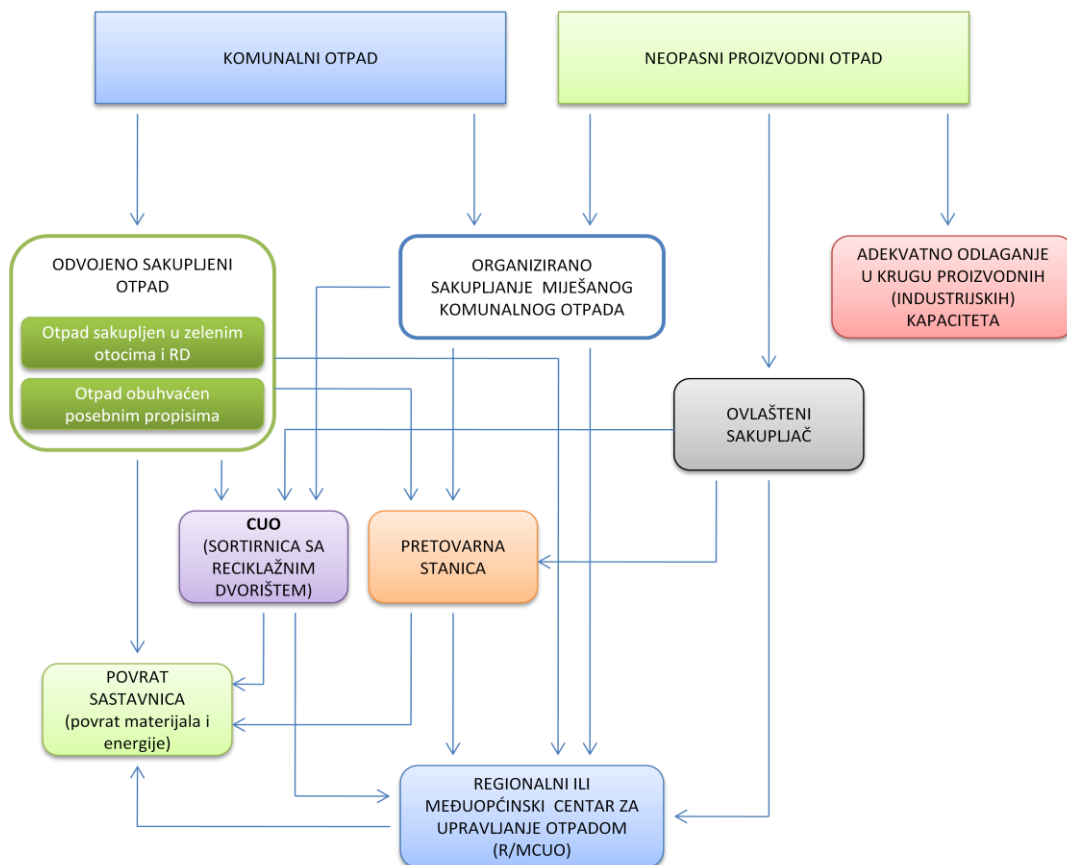 KOMUNALNI OTPAD
NEOPASNI PROIZVODNI OTPAD
ODVOJENO SAKUPLJENI
OTPAD
Otpad sakupljen u zelenim
otocima i RD
Otpad obuhvaćen
posebnim propisima
ORGANIZIRANO
SAKUPLJANJE MIJEŠANOG
KOMUNALNOG OTPADA
ADEKVATNO ODLAGANJE
U KRUGU PROIZVODNIH
(INDUSTRIJSKIH)
KAPACITETA
OVLAŠTENI
SAKUPLJAČ
CUO
(SORTIRNICA SA
RECIKLAŽNIM
DVORIŠTEM)
PRETOVARNA
STANICA
POVRAT
SASTAVNICA
(povrat materijala i
energije)
REGIONALNI ILI
MEĐUOPĆINSKI CENTAR ZA
UPRAVLJANJE OTPADOM
(R/MCUO)